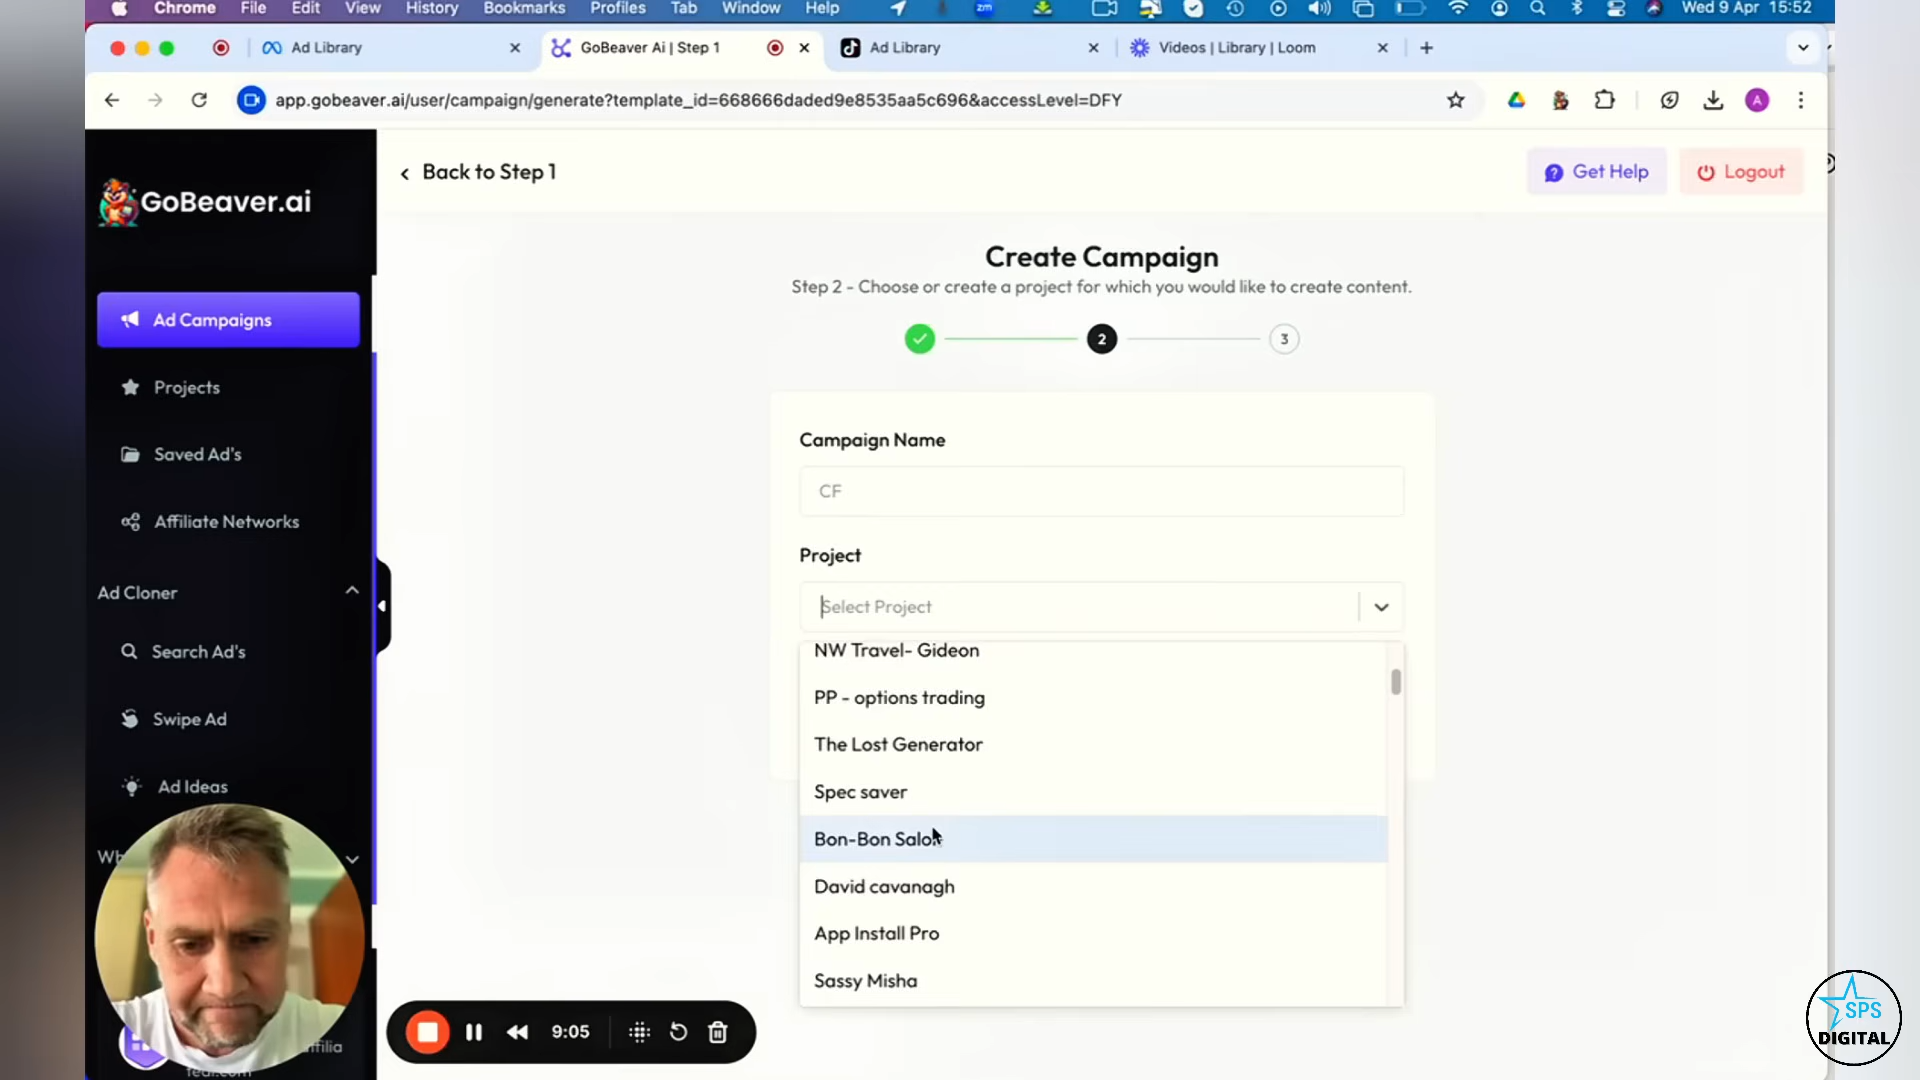 Chrome File Edit View History Bookmarks Profiles Tab Window Help zm Wed 9 Apr 15:52
Ad Library
GoBeaver Ai | Step 1
Ad Library
Videos | Library | Loom
app.gobeaver.ai/user/campaign/generate?template_id=668666daded9e8535aa5c696&accessLevel=DFY
A
GoBeaver.ai
Back to Step 1
Get Help
Logout
Create Campaign
Step 2 - Choose or create a project for which you would like to create content.
2
3
Ad Campaigns
Projects
Saved Ad's
Affiliate Networks
Ad Cloner
Search Ad's
Swipe Ad
Ad Ideas
Campaign Name
CF
Project
Select Project
NW Travel- Gideon
PP - options trading
The Lost Generator
Spec saver
Bon-Bon Salon
David cavanagh
App Install Pro
Sassy Misha
9:05
SPS
DIGITAL